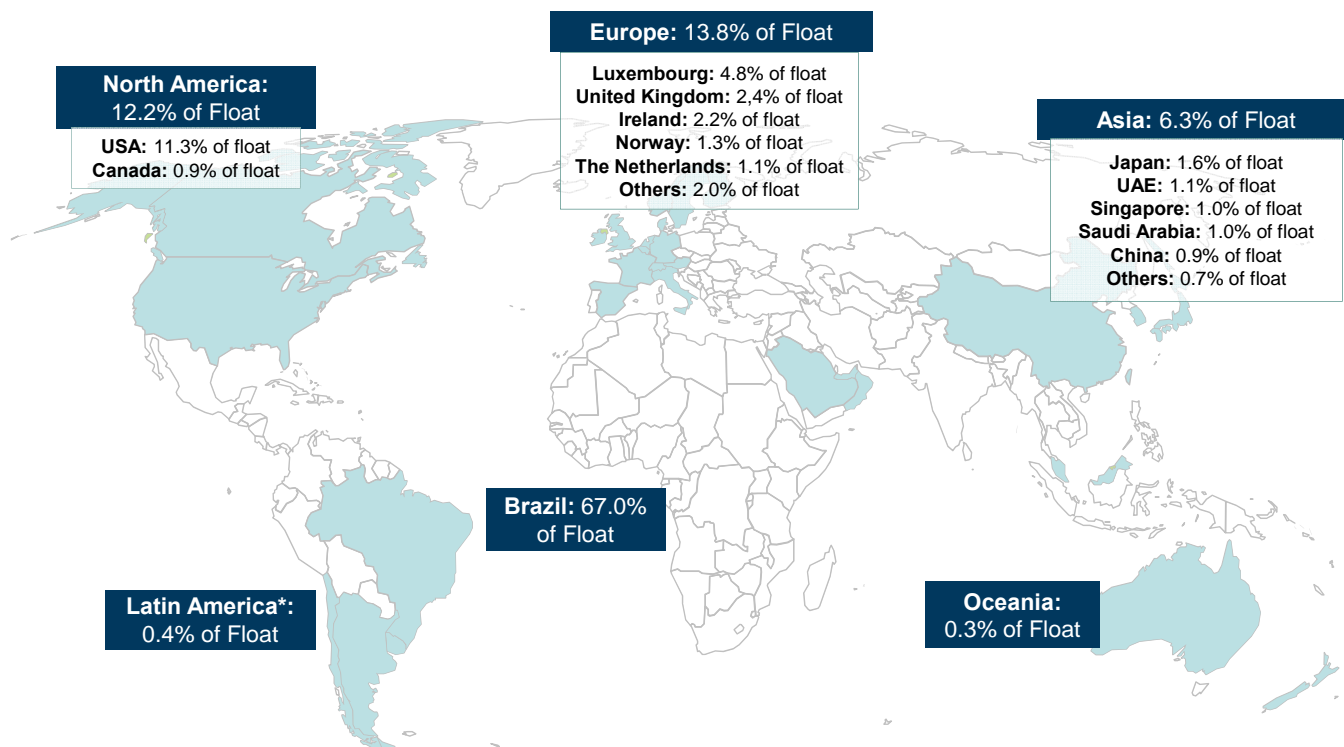 Europe: 13.8% of Float
Luxembourg: 4.8% of float
United Kingdom: 2,4% of float
Ireland: 2.2% of float
Norway: 1.3% of float
The Netherlands: 1.1% of float
Others: 2.0% of float
North America:
12.2% of Float
USA: 11.3% of float
Canada: 0.9% of float
Asia: 6.3% of Float
Japan: 1.6% of float
UAE: 1.1% of float
Singapore: 1.0% of float
Saudi Arabia: 1.0% of float
China: 0.9% of float
Others: 0.7% of float
Brazil: 67.0%
of Float
Latin America*:
0.4% of Float
Oceania:
0.3% of Float